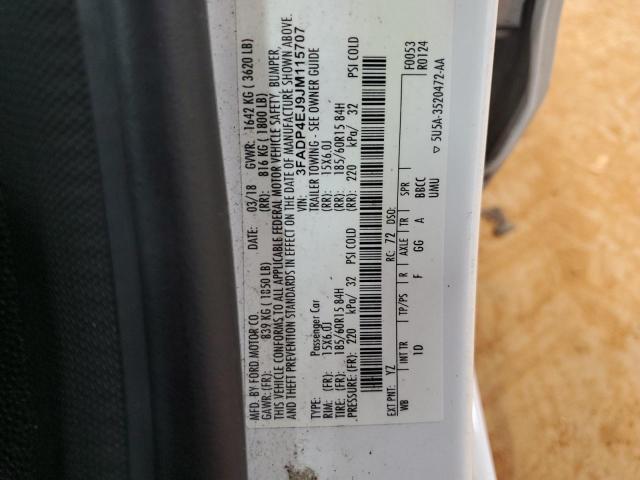 MFD. BY FORD MOTOR CO. DATE: 03/18 GVWR: 1642 KG ( 3620 LB)
GAWR: (FR): 839 KG ( 1850 LB) (RR): 816 KG ( 1800 LB)
THIS VEHICLE CONFORMS TO ALL APPLICABLE FEDERAL MOTOR VEHICLE SAFETY, BUMPER,
AND THEFT PREVENTION STANDARDS IN EFFECT ON THE DATE OF MANUFACTURE SHOWN ABOVE.
VIN: 3FADP4EJ9JM115707
TYPE: Passenger Car TRAILER TOWING - SEE OWNER GUIDE
RIM: (FR): 15X6.0J (RR): 15X6.0J
TIRE: (FR): 185/60R15 84H (RR): 185/60R15 84H
PRESSURE: (FR): 220 kPa/ 32 PSI COLD (RR): 220 kPa/ 32 PSI COLD
EXT PNT: YZ RC: 72 DSO: F0053
WB INT TR TP/PS R AXLE TR SPR R0124
1D F GG A BBCC
UMU
▽ 5U5A-3520472-AA